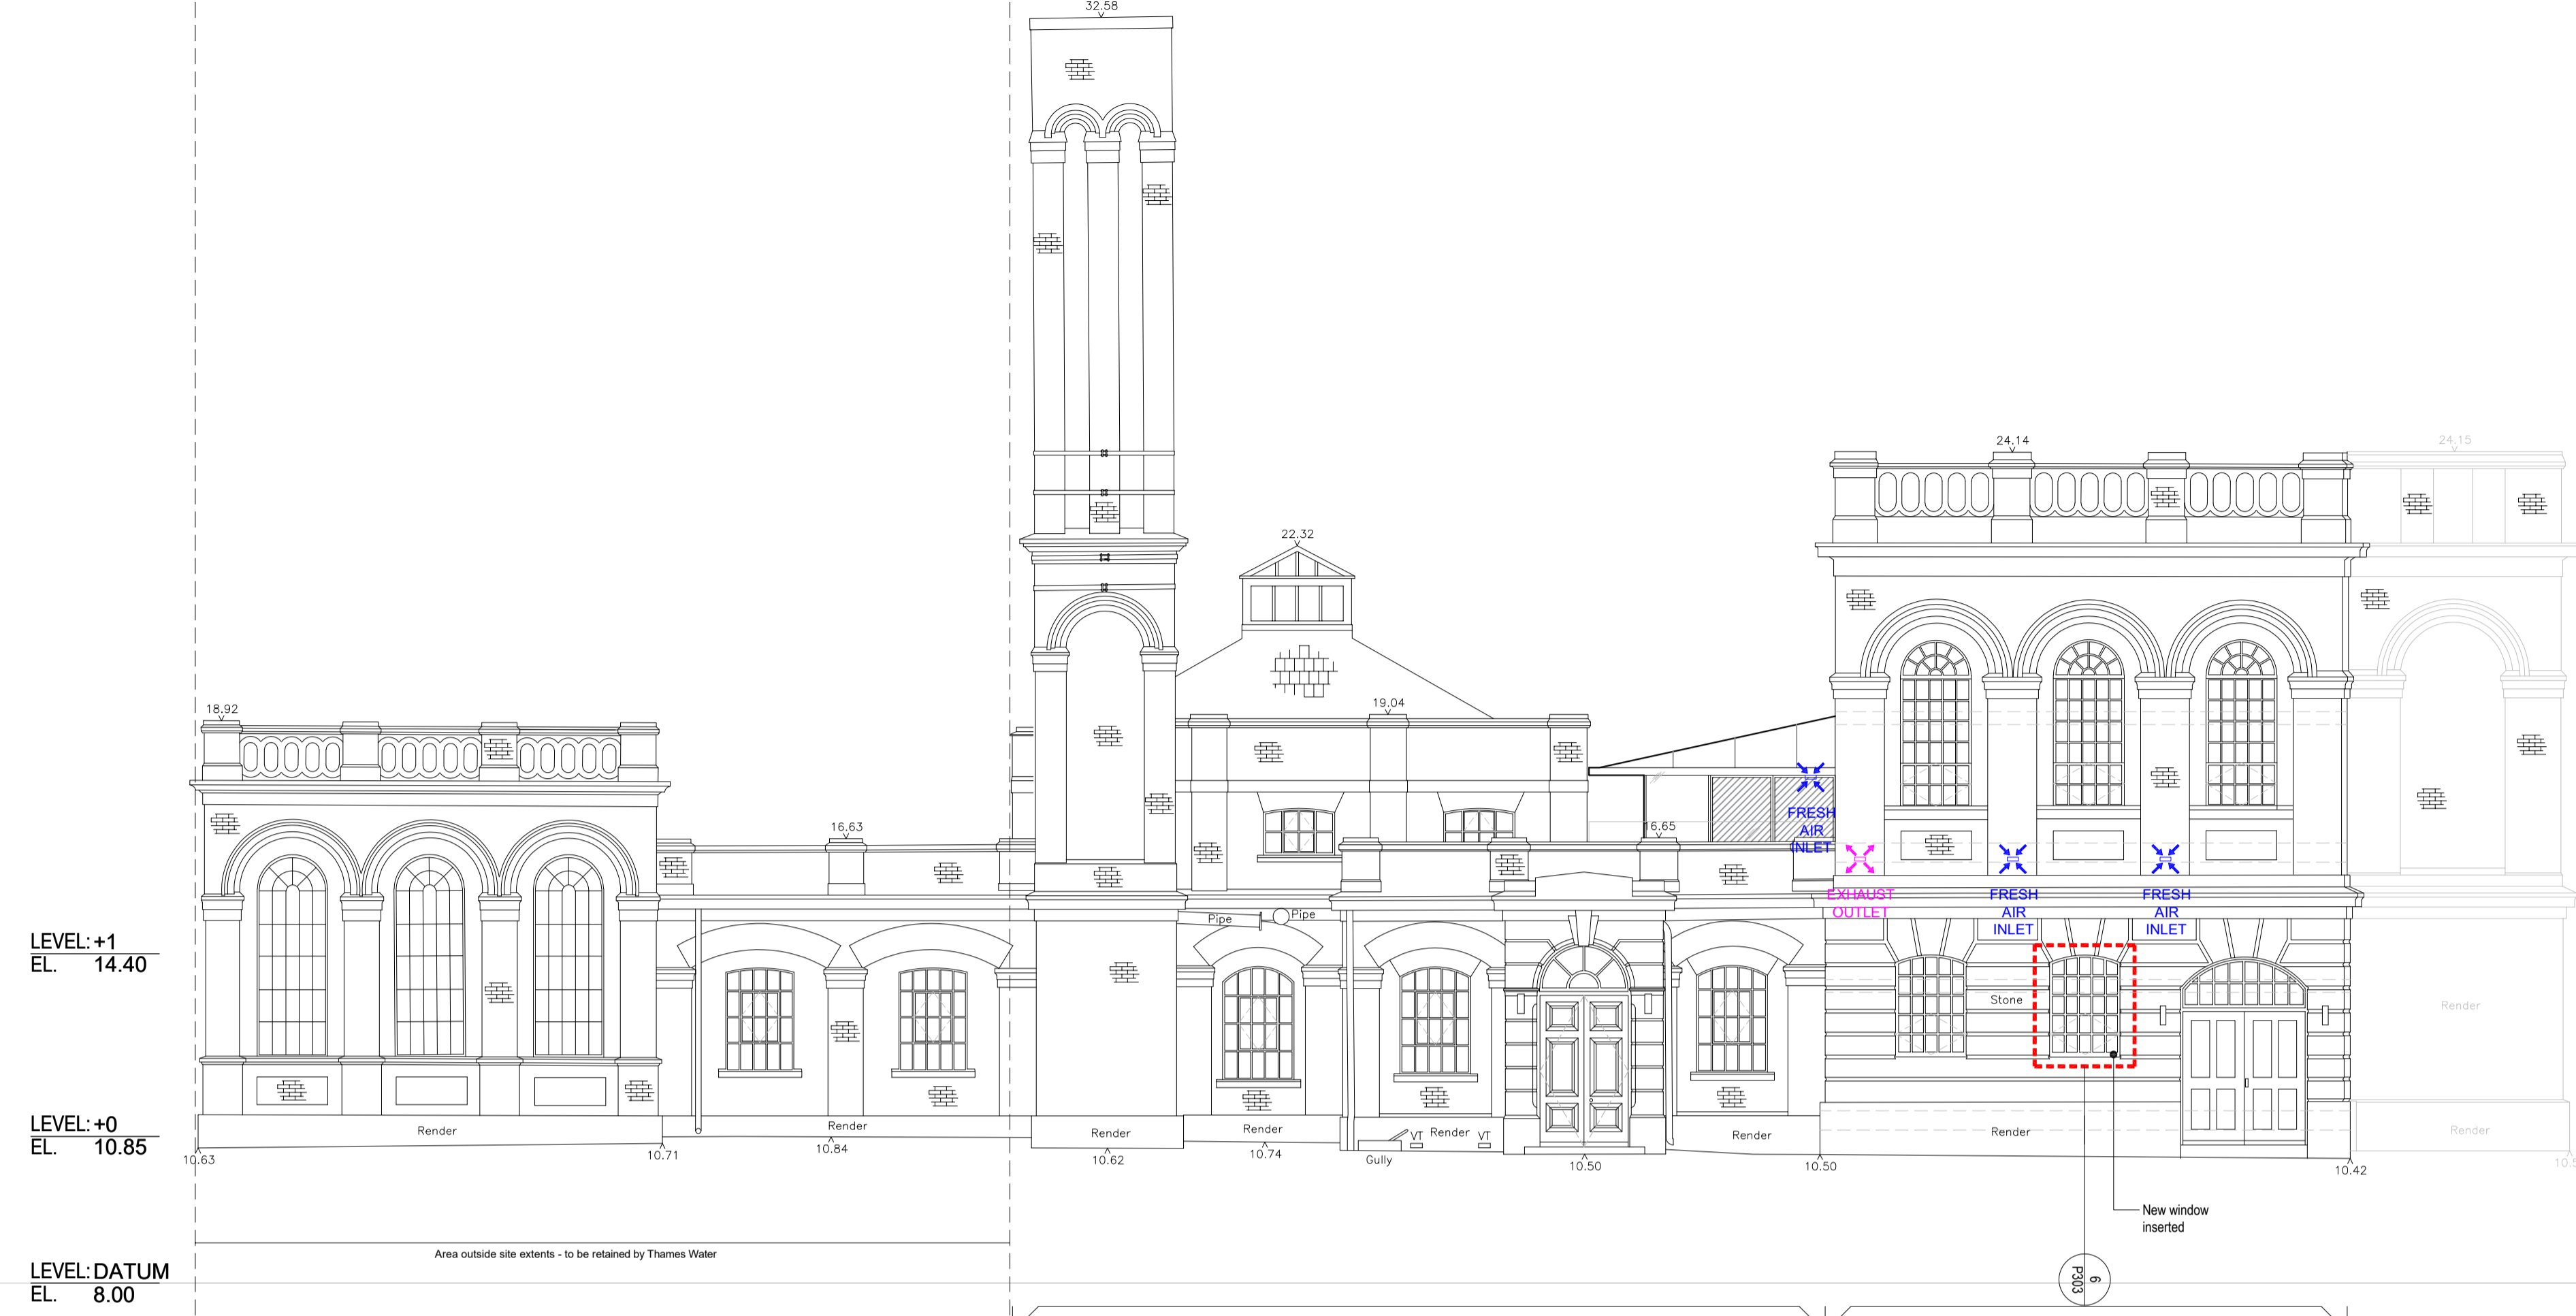 32.58
24.14
24.15
22.32
18.92
19.04
16.63
16.65
FRESH
AIR
INLET
EXHAUST
OUTLET
FRESH
AIR
INLET
FRESH
AIR
INLET
Pipe
Pipe
LEVEL: +1
EL. 14.40
Stone
Render
LEVEL: +0
EL. 10.85
Render
Render
Render
Render
VT
Render
VT
Render
Render
Render
Gully
10.63
10.71
10.84
10.62
10.74
10.50
10.50
10.42
New window
inserted
Area outside site extents - to be retained by Thames Water
LEVEL: DATUM
EL. 8.00
6
P303